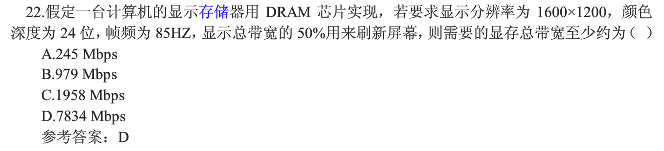 22.假定一台计算机的显示存储器用 DRAM 芯片实现，若要求显示分辨率为 1600×1200，颜色
深度为 24 位，帧频为 85HZ，显示总带宽的 50%用来刷新屏幕，则需要的显存总带宽至少约为（ ）
A.245 Mbps
B.979 Mbps
C.1958 Mbps
D.7834 Mbps
参考答案：D